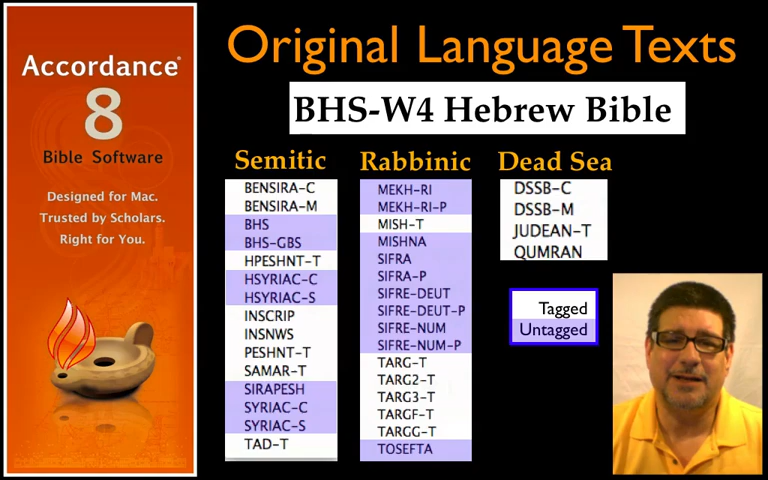 Accordance®
8
Bible Software
Designed for Mac.
Trusted by Scholars.
Right for You.
Original Language Texts
BHS-W4 Hebrew Bible
Semitic
BENSIRA-C
BENSIRA-M
BHS
BHS-GBS
HPESHNT-T
HSYRIAC-C
HSYRIAC-S
INSCRIP
INSNWS
PESHNT-T
SAMAR-T
SIRAPESH
SYRIAC-C
SYRIAC-S
TAD-T
Rabbinic
MEKH-RI
MEKH-RI-P
MISH-T
MISHNA
SIFRA
SIFRA-P
SIFRE-DEUT
SIFRE-DEUT-P
SIFRE-NUM
SIFRE-NUM-P
TARG-T
TARG2-T
TARG3-T
TARGF-T
TARGG-T
TOSEFTA
Dead Sea
DSSB-C
DSSB-M
JUDEAN-T
QUMRAN
Tagged
Untagged